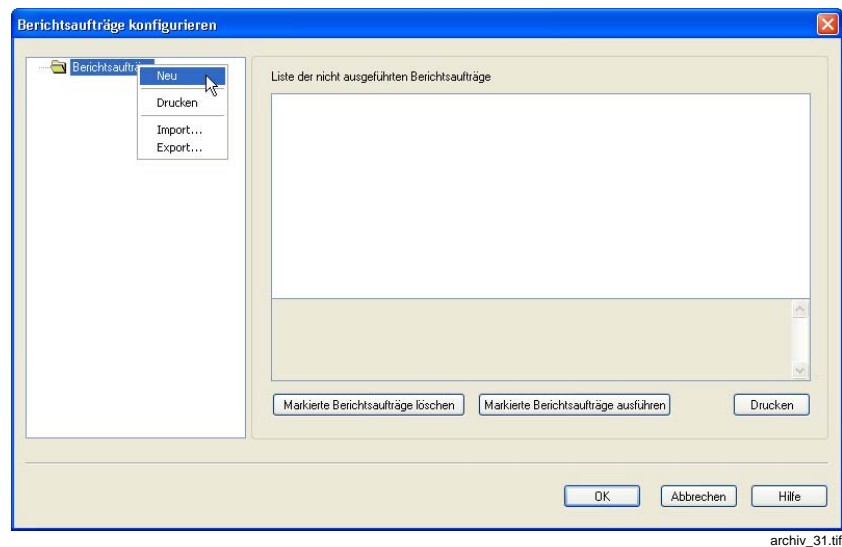 Berichtsaufträge konfigurieren
Berichtsaufträ
Neu
Drucken
Import...
Export...
Liste der nicht ausgeführten Berichtsaufträge
Markierte Berichtsaufträge löschen
Markierte Berichtsaufträge ausführen
Drucken
OK
Abbrechen
Hilfe
archiv_31.tif